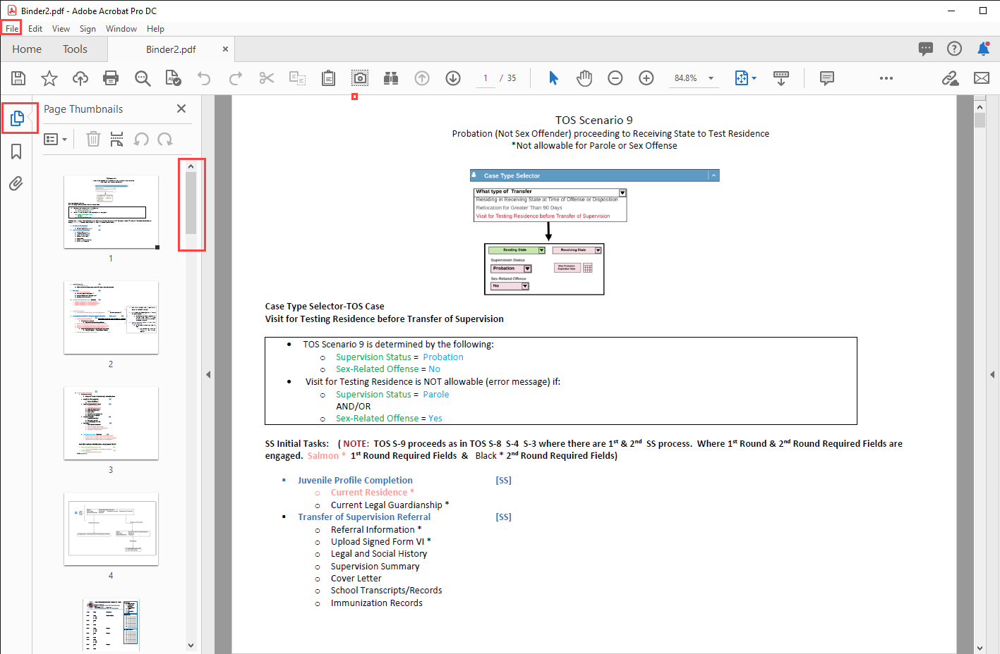 Binder2.pdf - Adobe Acrobat Pro DC
File Edit View Sign Window Help
Home Tools Binder2.pdf
1 / 35 84.8%
Page Thumbnails
1
2
3
4
TOS Scenario 9
Probation (Not Sex Offender) proceeding to Receiving State to Test Residence
*Not allowable for Parole or Sex Offense
Case Type Selector
What type of Transfer
Residing in Receiving State at Time of Offense or Disposition
Relocation for Greater Than 90 Days
Visit for Testing Residence before Transfer of Supervision
Sending State Receiving State
Supervision Status
Probation
Max Probation
Expiration Date
Sex-Related Offense
No
Case Type Selector-TOS Case
Visit for Testing Residence before Transfer of Supervision
• TOS Scenario 9 is determined by the following:
o Supervision Status = Probation
o Sex-Related Offense = No
• Visit for Testing Residence is NOT allowable (error message) if:
o Supervision Status = Parole
AND/OR
o Sex-Related Offense = Yes
SS Initial Tasks: ( NOTE: TOS S-9 proceeds as in TOS S-8 S-4 S-3 where there are 1st & 2nd SS process. Where 1st Round & 2nd Round Required Fields are
engaged. Salmon * 1st Round Required Fields & Black * 2nd Round Required Fields)
▪ Juvenile Profile Completion [SS]
o Current Residence *
o Current Legal Guardianship *
▪ Transfer of Supervision Referral [SS]
o Referral Information *
o Upload Signed Form VI *
o Legal and Social History
o Supervision Summary
o Cover Letter
o School Transcripts/Records
o Immunization Records